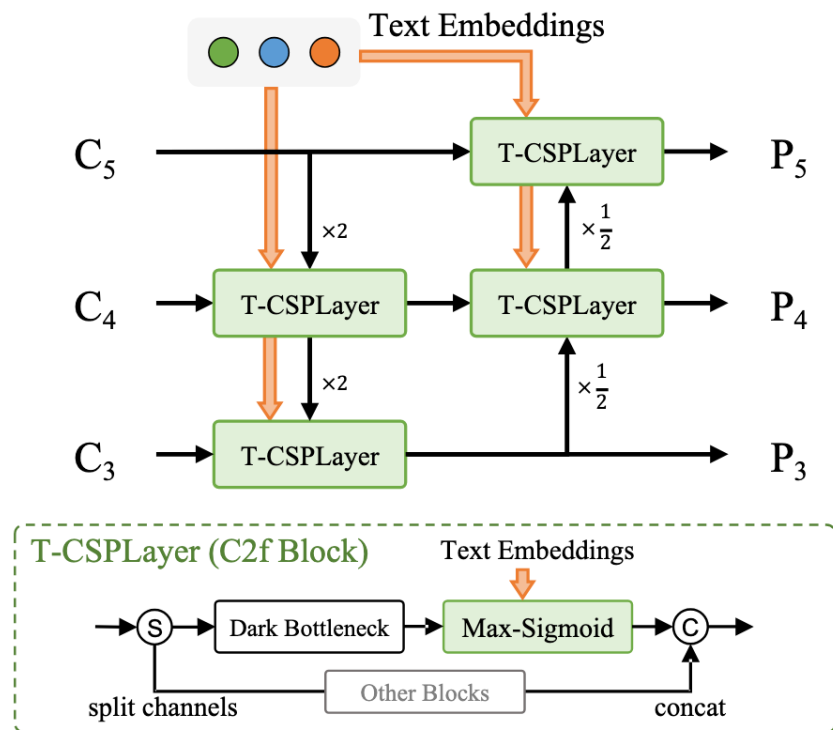 Text Embeddings
C5 T-CSPLayer P5
×2 ×1/2
C4 T-CSPLayer T-CSPLayer P4
×2 ×1/2
C3 T-CSPLayer P3
T-CSPLayer (C2f Block)
Text Embeddings
S Dark Bottleneck Max-Sigmoid C
Other Blocks
split channels concat